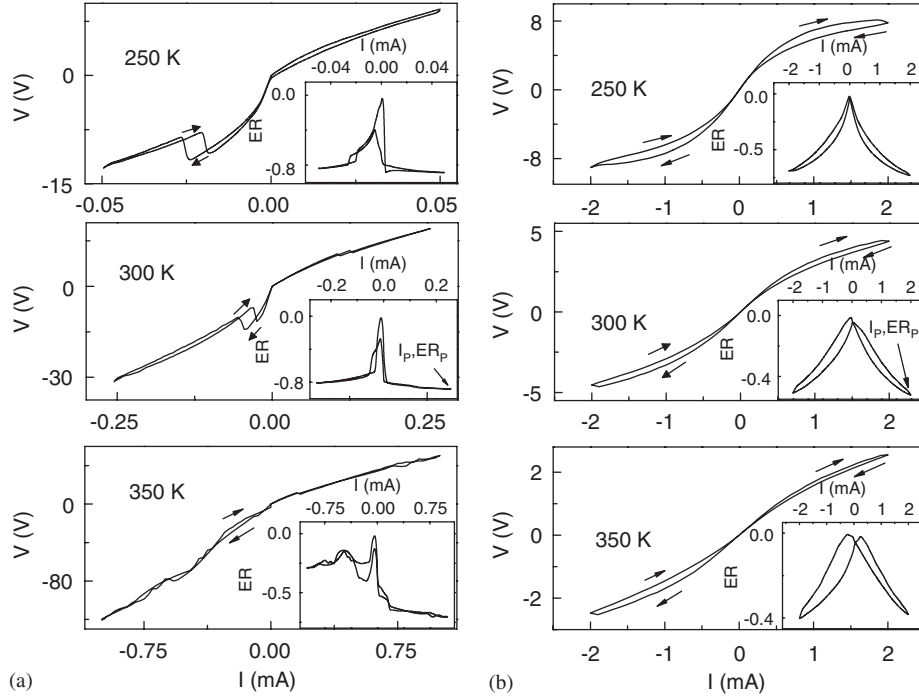 250 K
V (V)
0
-15
-0.05
0.00
0.05
I (mA)
-0.04
0.00
0.04
ER
0.0
-0.8
300 K
V (V)
0
-30
-0.25
0.00
0.25
I (mA)
-0.2
0.0
0.2
ER
0.0
-0.8
I_P,ER_P
350 K
V (V)
0
-80
-0.75
0.00
0.75
I (mA)
I (mA)
-0.75
0.00
0.75
ER
0.0
-0.5
(a)
250 K
V (V)
8
0
-8
-2
-1
0
1
2
I (mA)
-2
0
2
ER
0.0
-0.5
300 K
V (V)
5
0
-5
-2
-1
0
1
2
I (mA)
-2
0
2
ER
0.0
-0.4
I_P,ER_P
350 K
V (V)
2
0
-2
-2
-1
0
1
2
I (mA)
I (mA)
-2
0
2
ER
0.0
-0.4
(b)